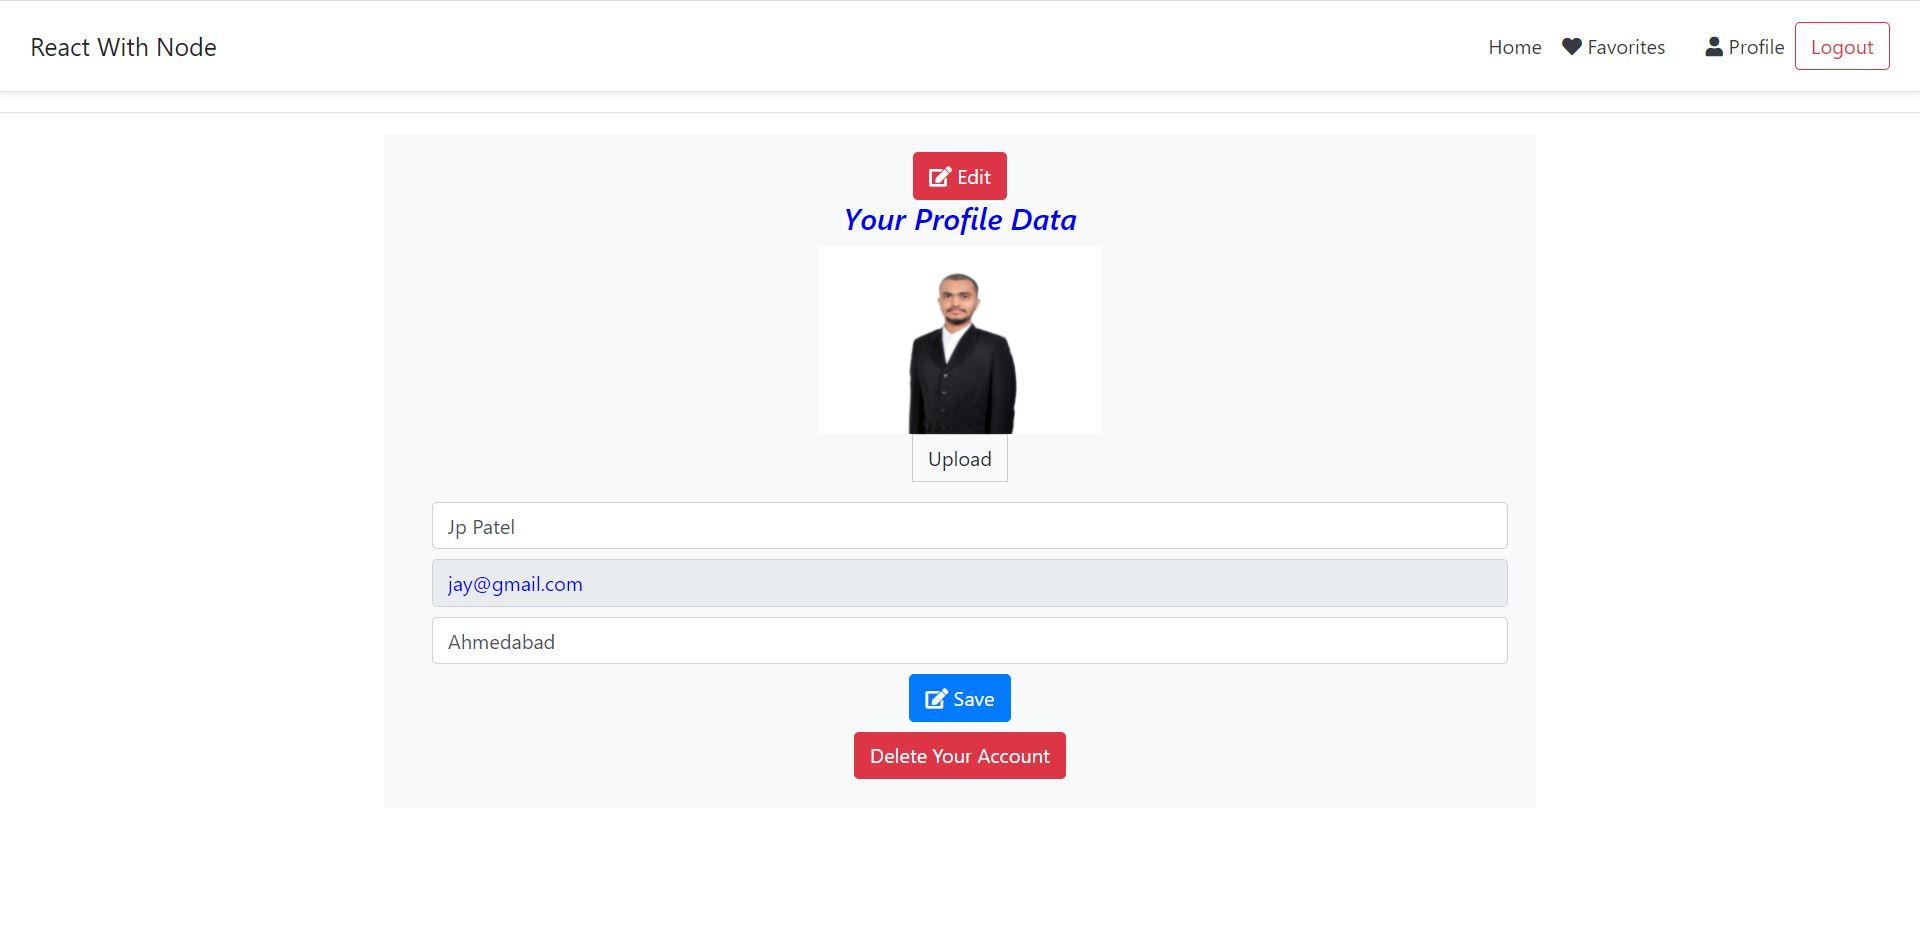 React With Node
Home Favorites Profile Logout
Edit
Your Profile Data
Upload
Jp Patel
jay@gmail.com
Ahmedabad
Save
Delete Your Account